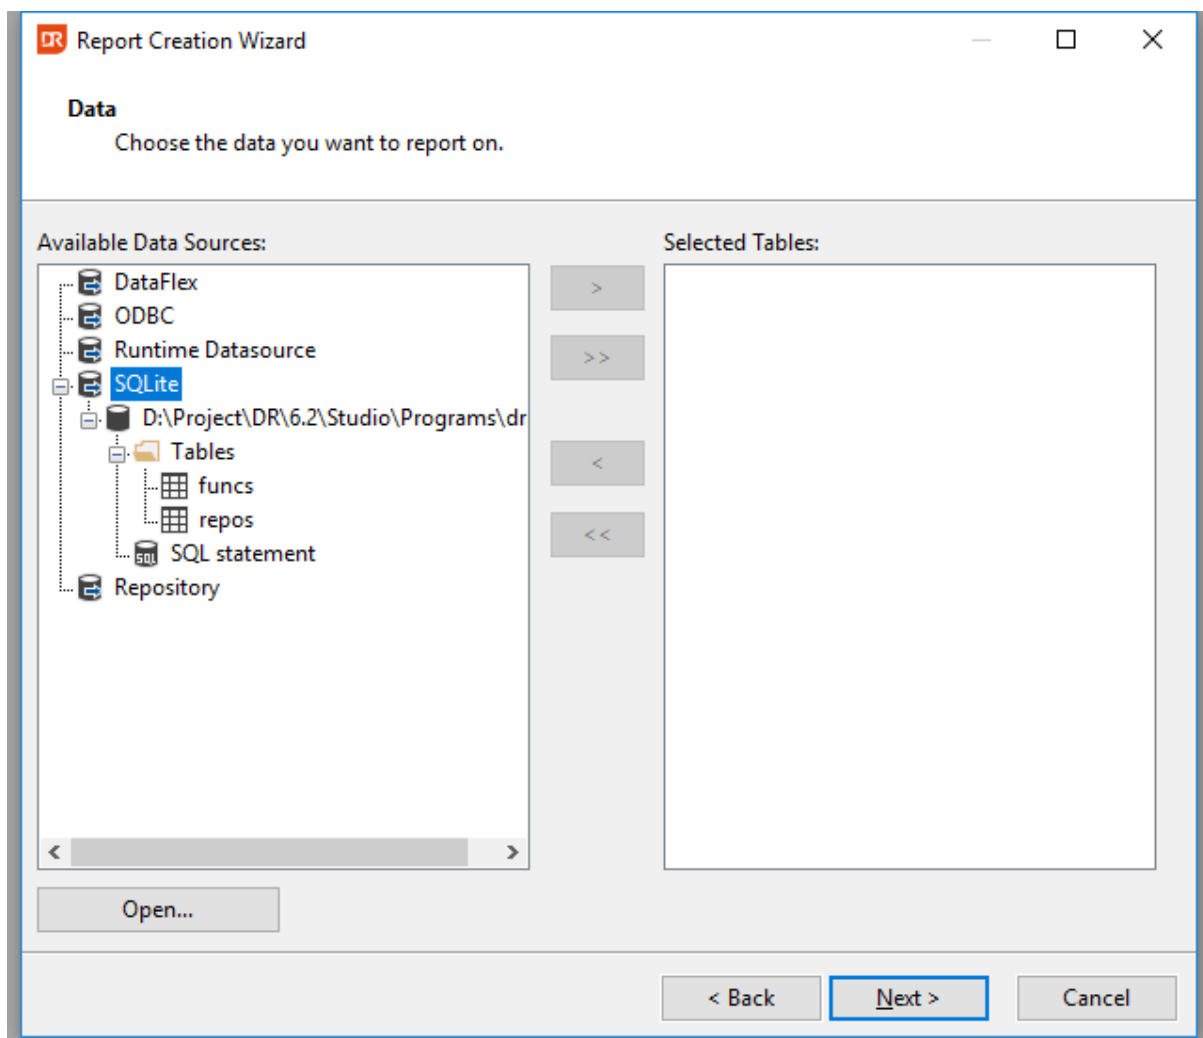 DR Report Creation Wizard
Data
Choose the data you want to report on.
Available Data Sources:
Selected Tables:
DataFlex
ODBC
Runtime Datasource
SQLite
D:\Project\DR\6.2\Studio\Programs\dr
Tables
funcs
repos
SQL SQL statement
Repository
>
>>
<
<<
Open...
< Back
Next >
Cancel